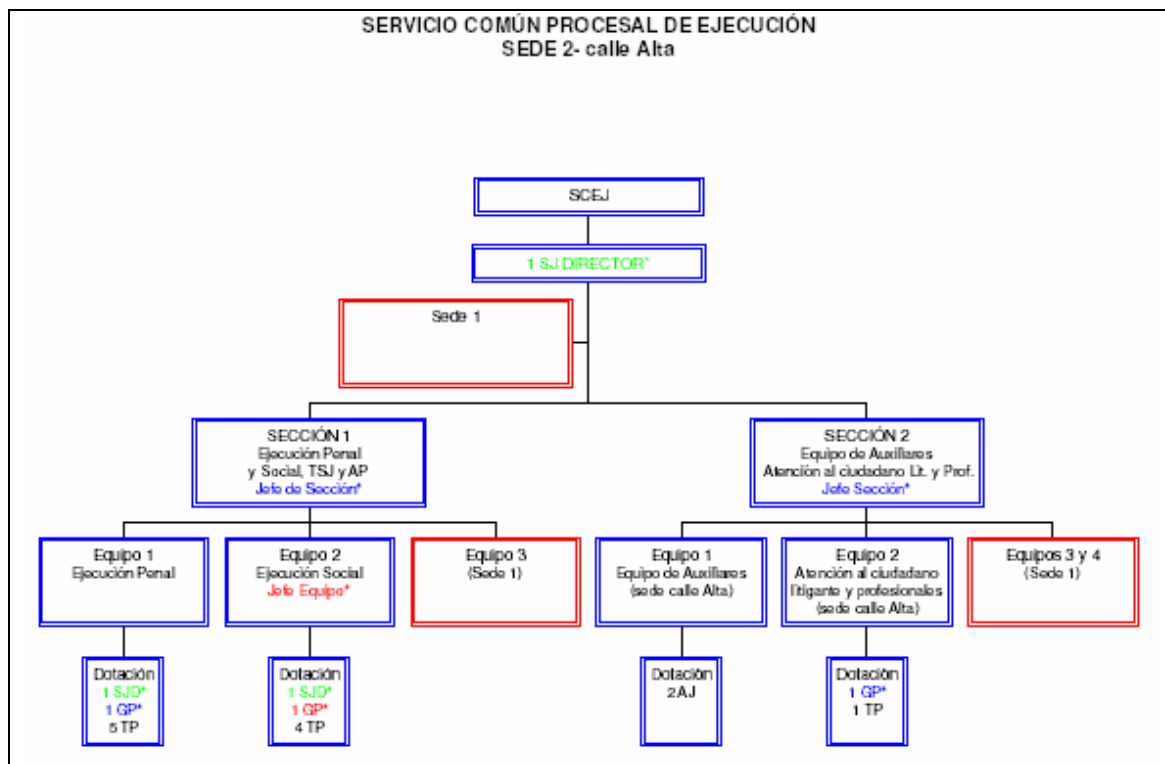 SERVICIO COMÚN PROCESAL DE EJECUCIÓN
SEDE 2- calle Alta
SCEJ
1 SJ DIRECTOR*
Sede 1
SECCIÓN 1
Ejecución Penal
y Social, TSJ y AP
Jefe de Sección*
SECCIÓN 2
Equipo de Auxiliares
Atención al ciudadano Lit. y Prof.
Jefe Sección*
Equipo 1
Ejecución Penal
Equipo 2
Ejecución Social
Jefe Equipo*
Equipo 3
(Sede 1)
Equipo 1
Equipo de Auxiliares
(sede calle Alta)
Equipo 2
Atención al ciudadano
litigante y profesionales
(sede calle Alta)
Equipos 3 y 4
(Sede 1)
Dotación
1 SJD*
1 GP*
5 TP
Dotación
1 SJD*
1 GP*
4 TP
Dotación
2AJ
Dotación
1 GP*
1 TP